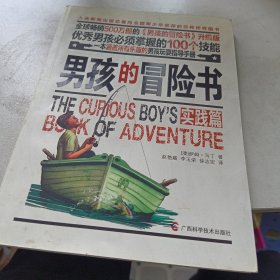 全球畅销500万册的《男孩的冒险书》升级版
优秀男孩必须掌握的100个技能
男孩的冒险书
THE CURIOUS BOY'S
实践篇
BOOK OF ADVENTURE
广西科学技术出版社